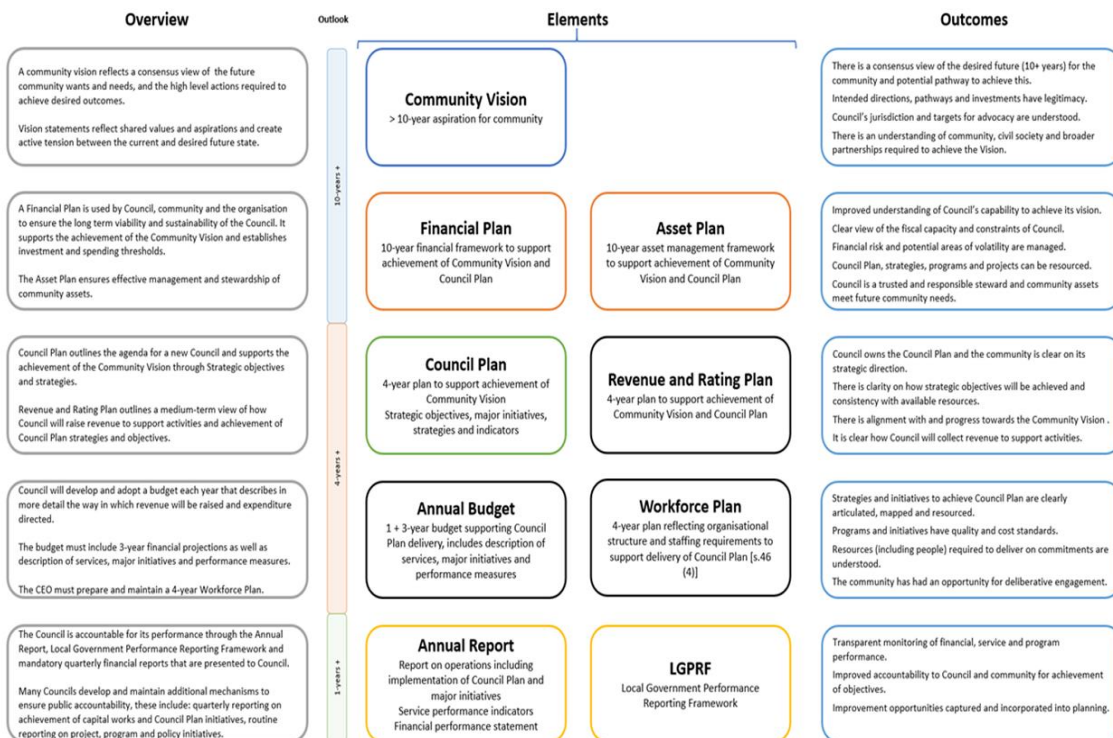 Overview
Outlook
Elements
Outcomes
A community vision reflects a consensus view of the future
community wants and needs, and the high level actions required to
achieve desired outcomes.
Vision statements reflect shared values and aspirations and create
active tension between the current and desired future state.
10-years +
Community Vision
> 10-year aspiration for community
There is a consensus view of the desired future (10+ years) for the
community and potential pathway to achieve this.
Intended directions, pathways and investments have legitimacy.
Council's jurisdiction and targets for advocacy are understood.
There is an understanding of community, civil society and broader
partnerships required to achieve the Vision.
A Financial Plan is used by Council, community and the organisation
to ensure the long term viability and sustainability of the Council. It
supports the achievement of the Community Vision and establishes
investment and spending thresholds.
The Asset Plan ensures effective management and stewardship of
community assets.
Financial Plan
10-year financial framework to support
achievement of Community Vision and
Council Plan
Asset Plan
10-year asset management framework
to support achievement of Community
Vision and Council Plan
Improved understanding of Council's capability to achieve its vision.
Clear view of the fiscal capacity and constraints of Council.
Financial risk and potential areas of volatility are managed.
Council Plan, strategies, programs and projects can be resourced.
Council is a trusted and responsible steward and community assets
meet future community needs.
Council Plan outlines the agenda for a new Council and supports the
achievement of the Community Vision through Strategic objectives
and strategies.
Revenue and Rating Plan outlines a medium-term view of how
Council will raise revenue to support activities and achievement of
Council Plan strategies and objectives.
4-years +
Council Plan
4-year plan to support achievement of
Community Vision
Strategic objectives, major initiatives,
strategies and indicators
Revenue and Rating Plan
4-year plan to support achievement of
Community Vision and Council Plan
Council owns the Council Plan and the community is clear on its
strategic direction.
There is clarity on how strategic objectives will be achieved and
consistency with available resources.
There is alignment with and progress towards the Community Vision .
It is clear how Council will collect revenue to support activities.
Council will develop and adopt a budget each year that describes in
more detail the way in which revenue will be raised and expenditure
directed.
The budget must include 3-year financial projections as well as
description of services, major initiatives and performance measures.
The CEO must prepare and maintain a 4-year Workforce Plan.
Annual Budget
1 + 3-year budget supporting Council
Plan delivery, includes description of
services, major initiatives and
performance measures
Workforce Plan
4-year plan reflecting organisational
structure and staffing requirements to
support delivery of Council Plan [s.46
(4)]
Strategies and initiatives to achieve Council Plan are clearly
articulated, mapped and resourced.
Programs and initiatives have quality and cost standards.
Resources (including people) required to deliver on commitments are
understood.
The community has had an opportunity for deliberative engagement.
The Council is accountable for its performance through the Annual
Report, Local Government Performance Reporting Framework and
mandatory quarterly financial reports that are presented to Council.
Many Councils develop and maintain additional mechanisms to
ensure public accountability, these include: quarterly reporting on
achievement of capital works and Council Plan initiatives, routine
reporting on project, program and policy initiatives.
1-years +
Annual Report
Report on operations including
implementation of Council Plan and
major initiatives
Service performance indicators
Financial performance statement
LGPRF
Local Government Performance
Reporting Framework
Transparent monitoring of financial, service and program
performance.
Improved accountability to Council and community for achievement
of objectives.
Improvement opportunities captured and incorporated into planning.